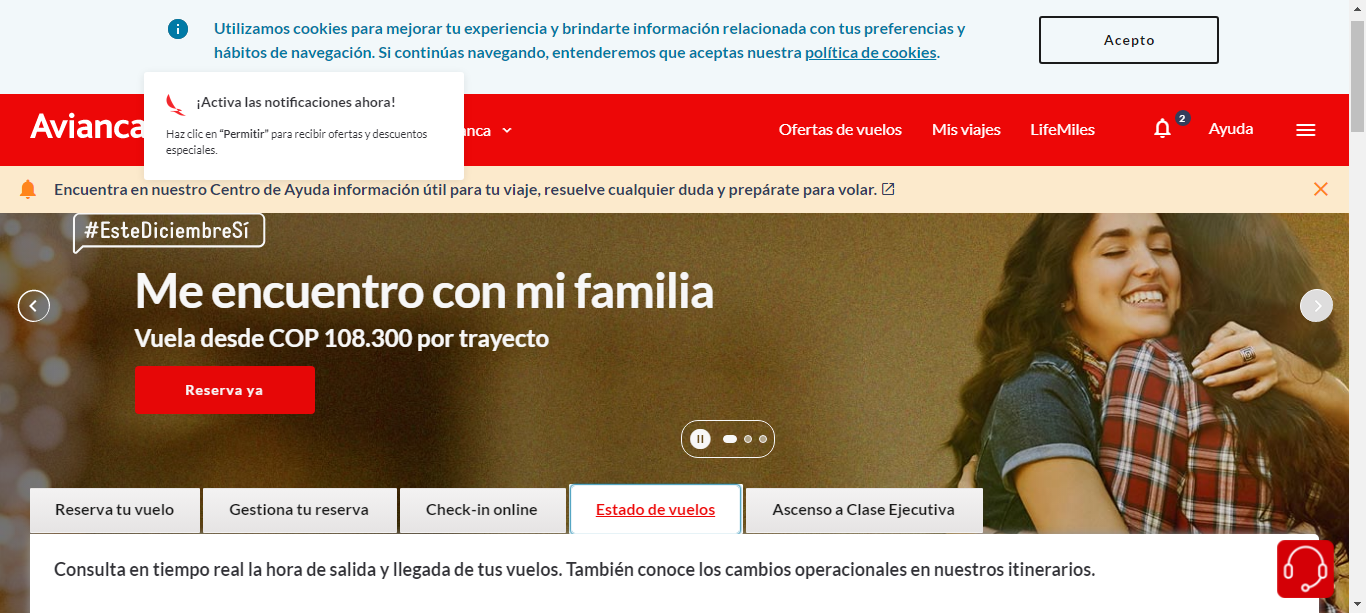 Utilizamos cookies para mejorar tu experiencia y brindarte información relacionada con tus preferencias y
hábitos de navegación. Si continúas navegando, entenderemos que aceptas nuestra política de cookies.
Acepto
¡Activa las notificaciones ahora!
Haz clic en “Permitir” para recibir ofertas y descuentos
especiales.
Avianca
anca
Ofertas de vuelos
Mis viajes
LifeMiles
2
Ayuda
Encuentra en nuestro Centro de Ayuda información útil para tu viaje, resuelve cualquier duda y prepárate para volar.
#EsteDiciembreSí
Me encuentro con mi familia
Vuela desde COP 108.300 por trayecto
Reserva ya
Reserva tu vuelo
Gestiona tu reserva
Check-in online
Estado de vuelos
Ascenso a Clase Ejecutiva
Consulta en tiempo real la hora de salida y llegada de tus vuelos. También conoce los cambios operacionales en nuestros itinerarios.